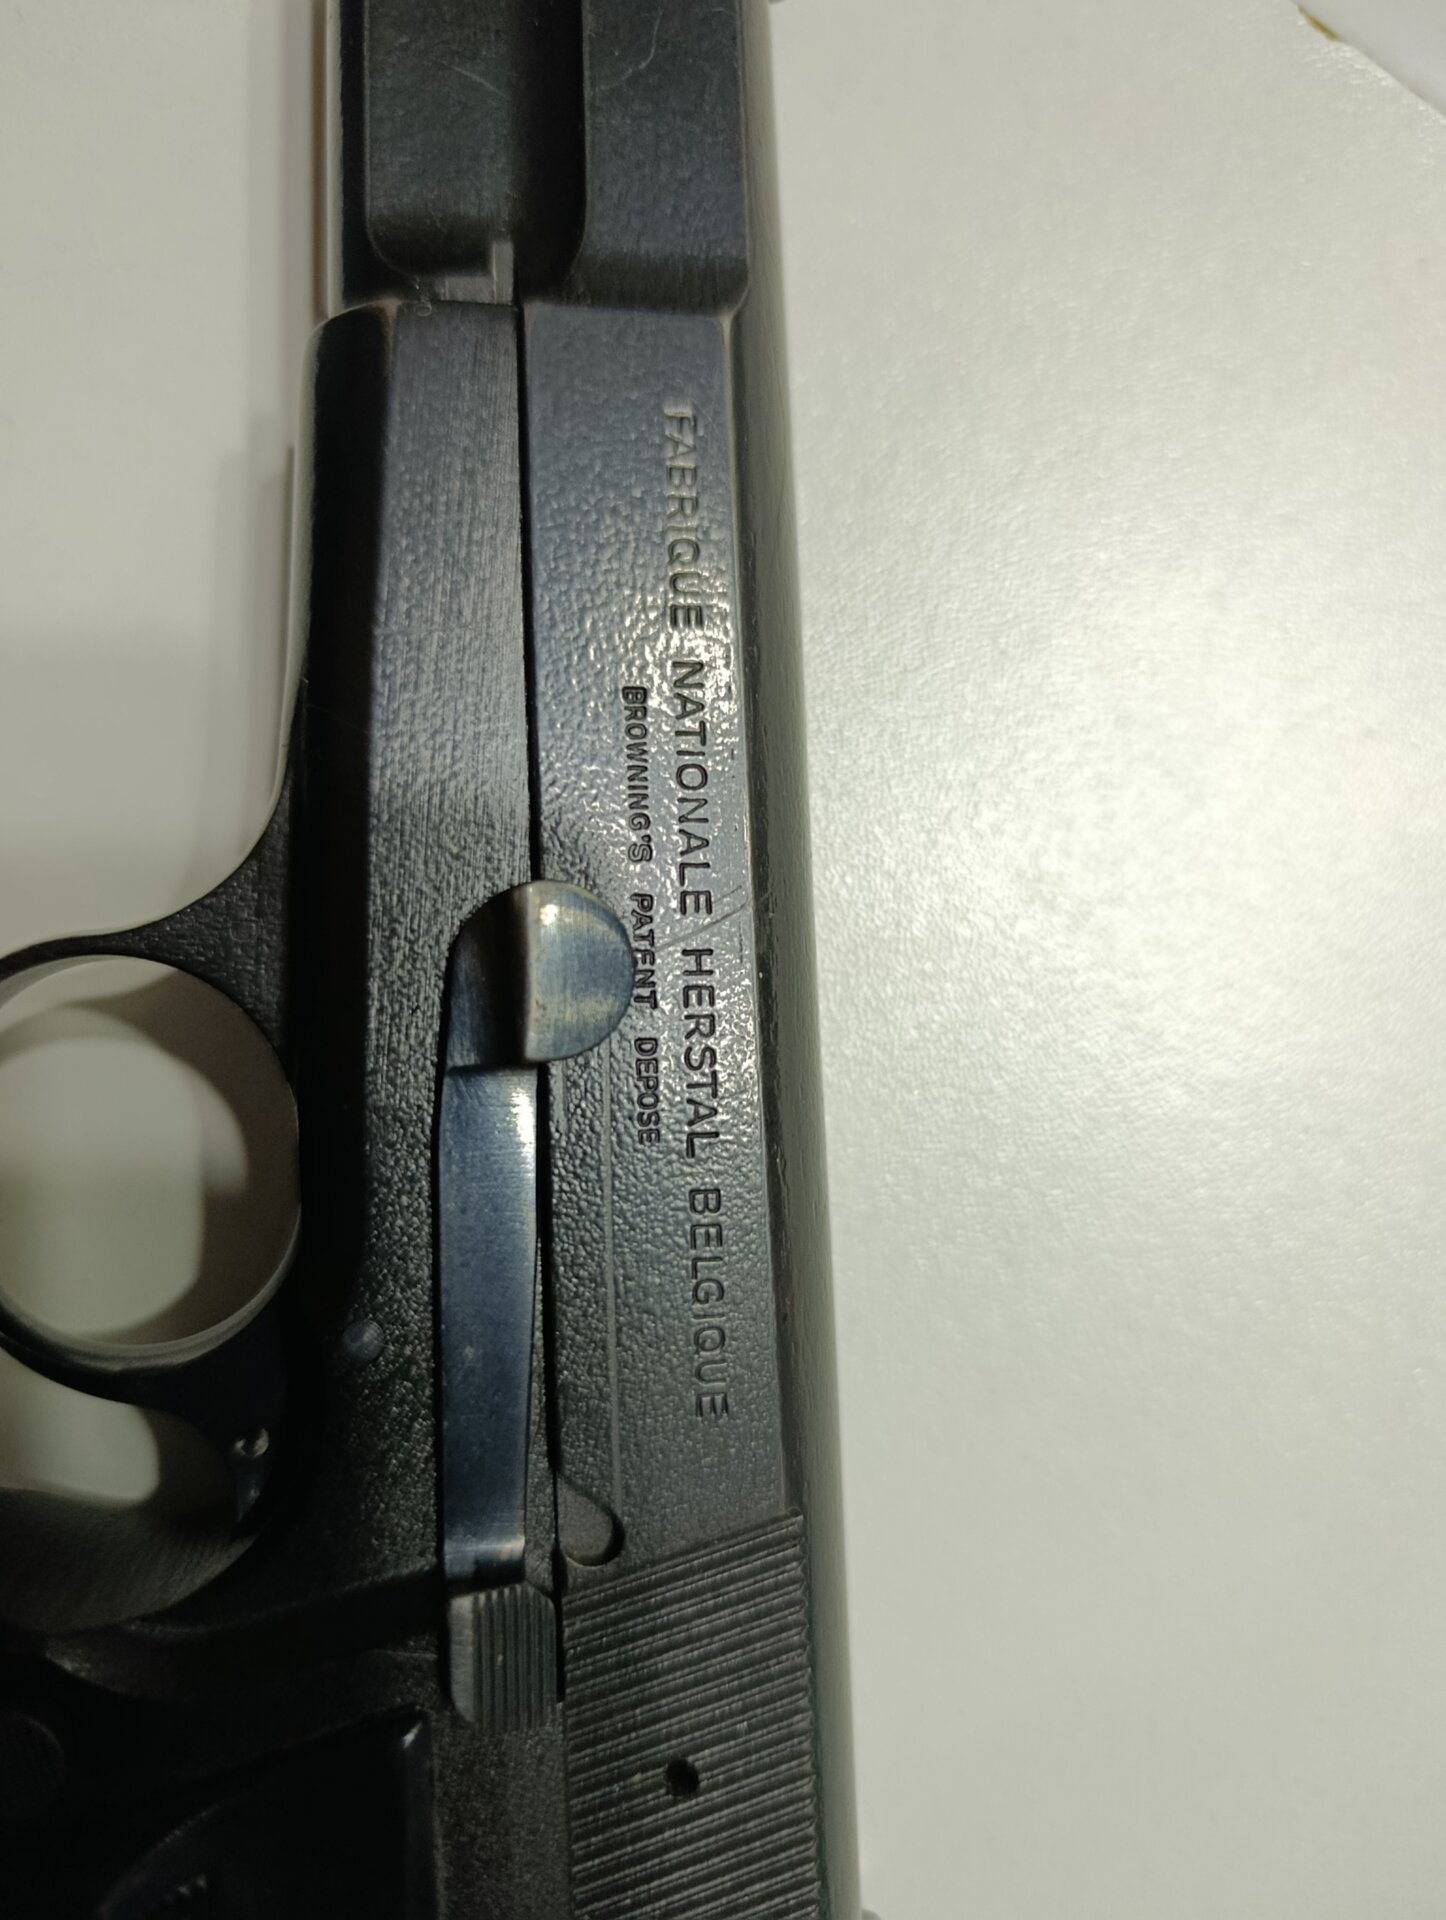 FABRIQUE NATIONALE HERSTAL BELGIQUE
BROWNING'S PATENT DEPOSE